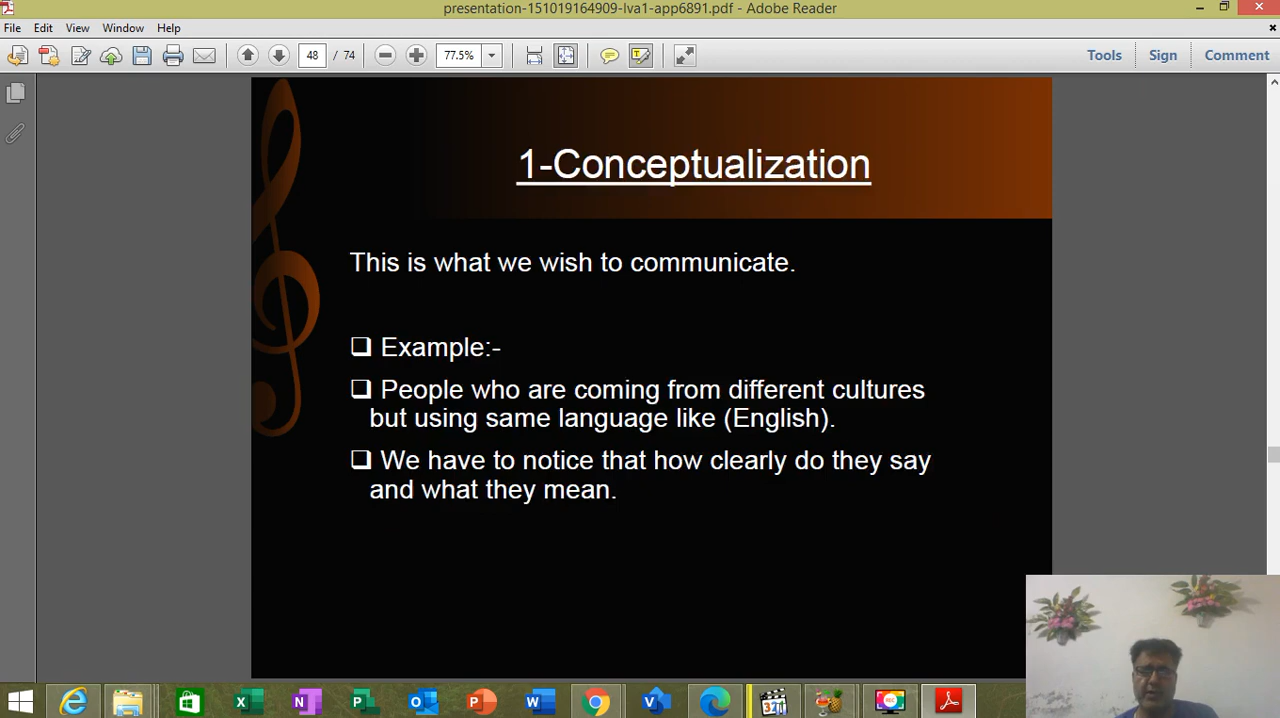 presentation-151019164909-lva1-app6891.pdf - Adobe Reader
File Edit View Window Help
48 / 74 77.5% Tools Sign Comment
1-Conceptualization
This is what we wish to communicate.
❑ Example:-
❑ People who are coming from different cultures
but using same language like (English).
❑ We have to notice that how clearly do they say
and what they mean.